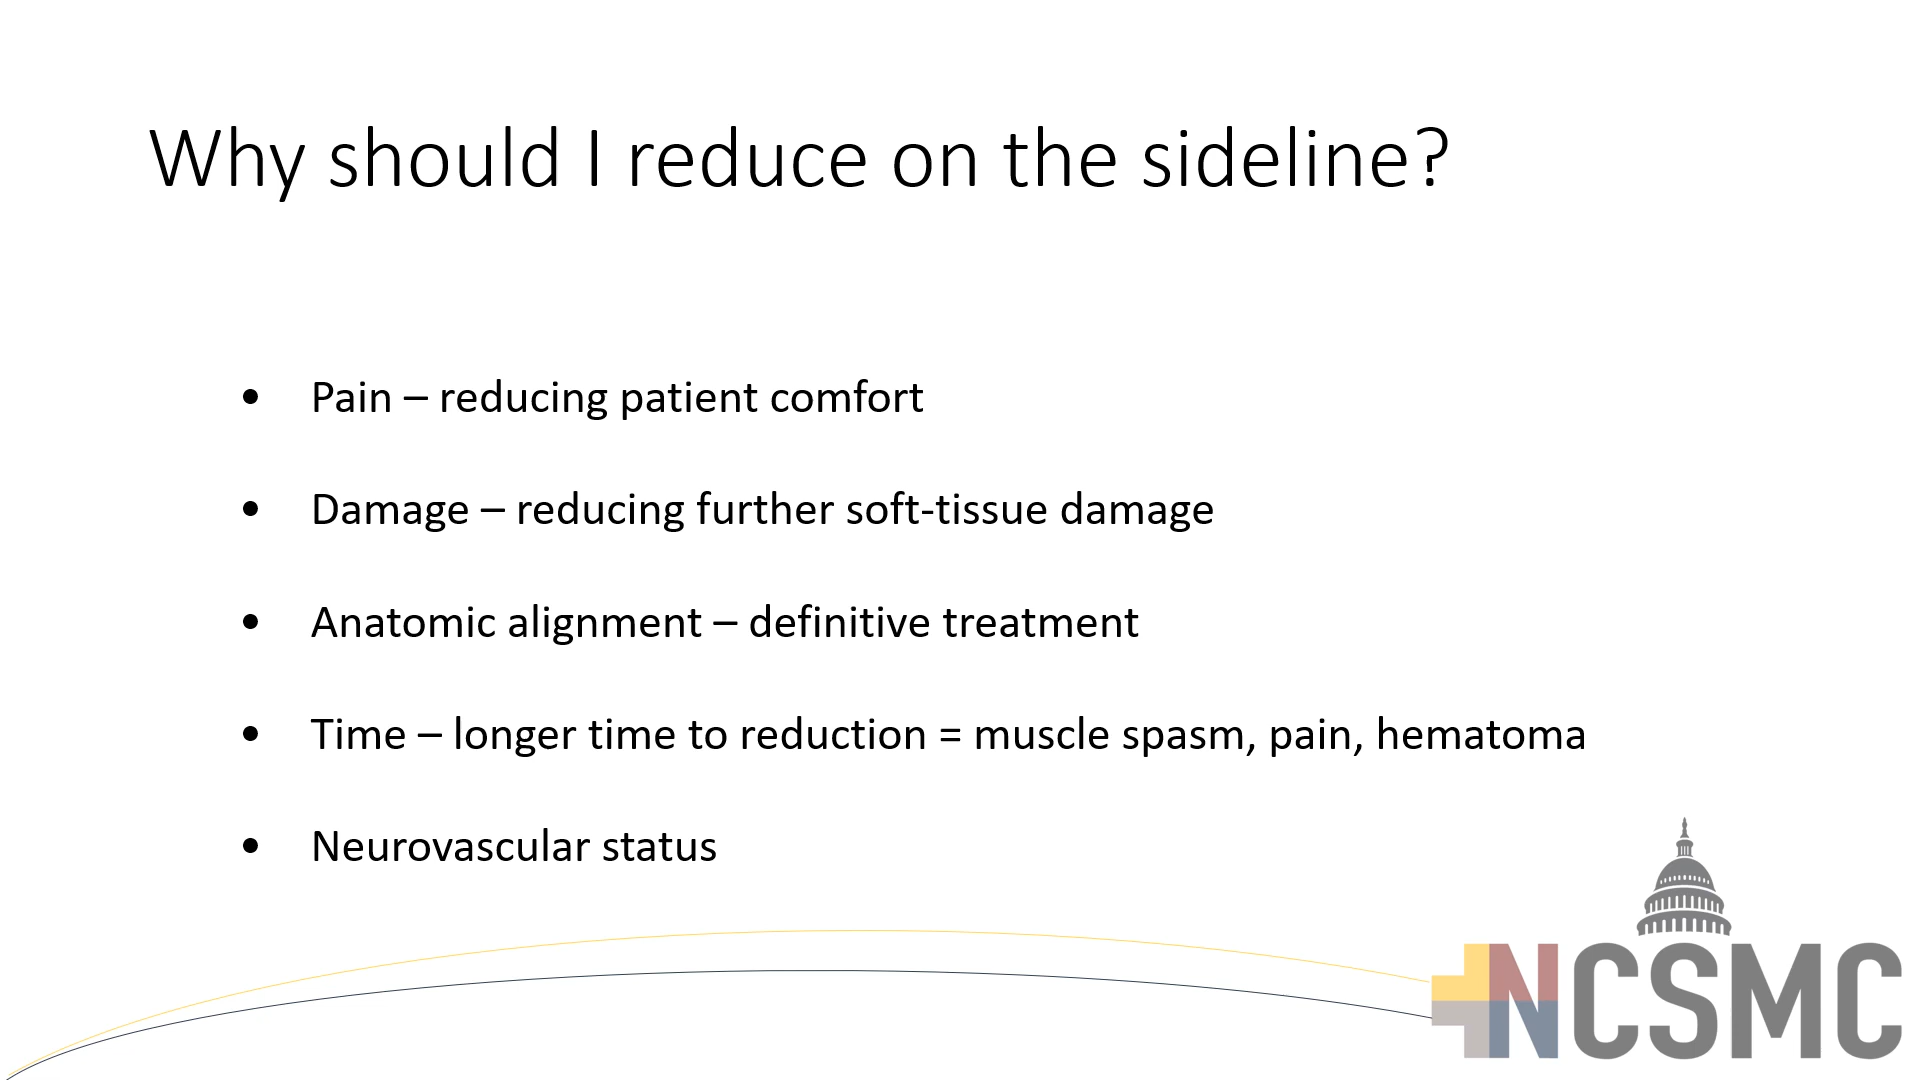 Why should I reduce on the sideline?
• Pain – reducing patient comfort
• Damage – reducing further soft-tissue damage
• Anatomic alignment – definitive treatment
• Time – longer time to reduction = muscle spasm, pain, hematoma
• Neurovascular status
NCSMC